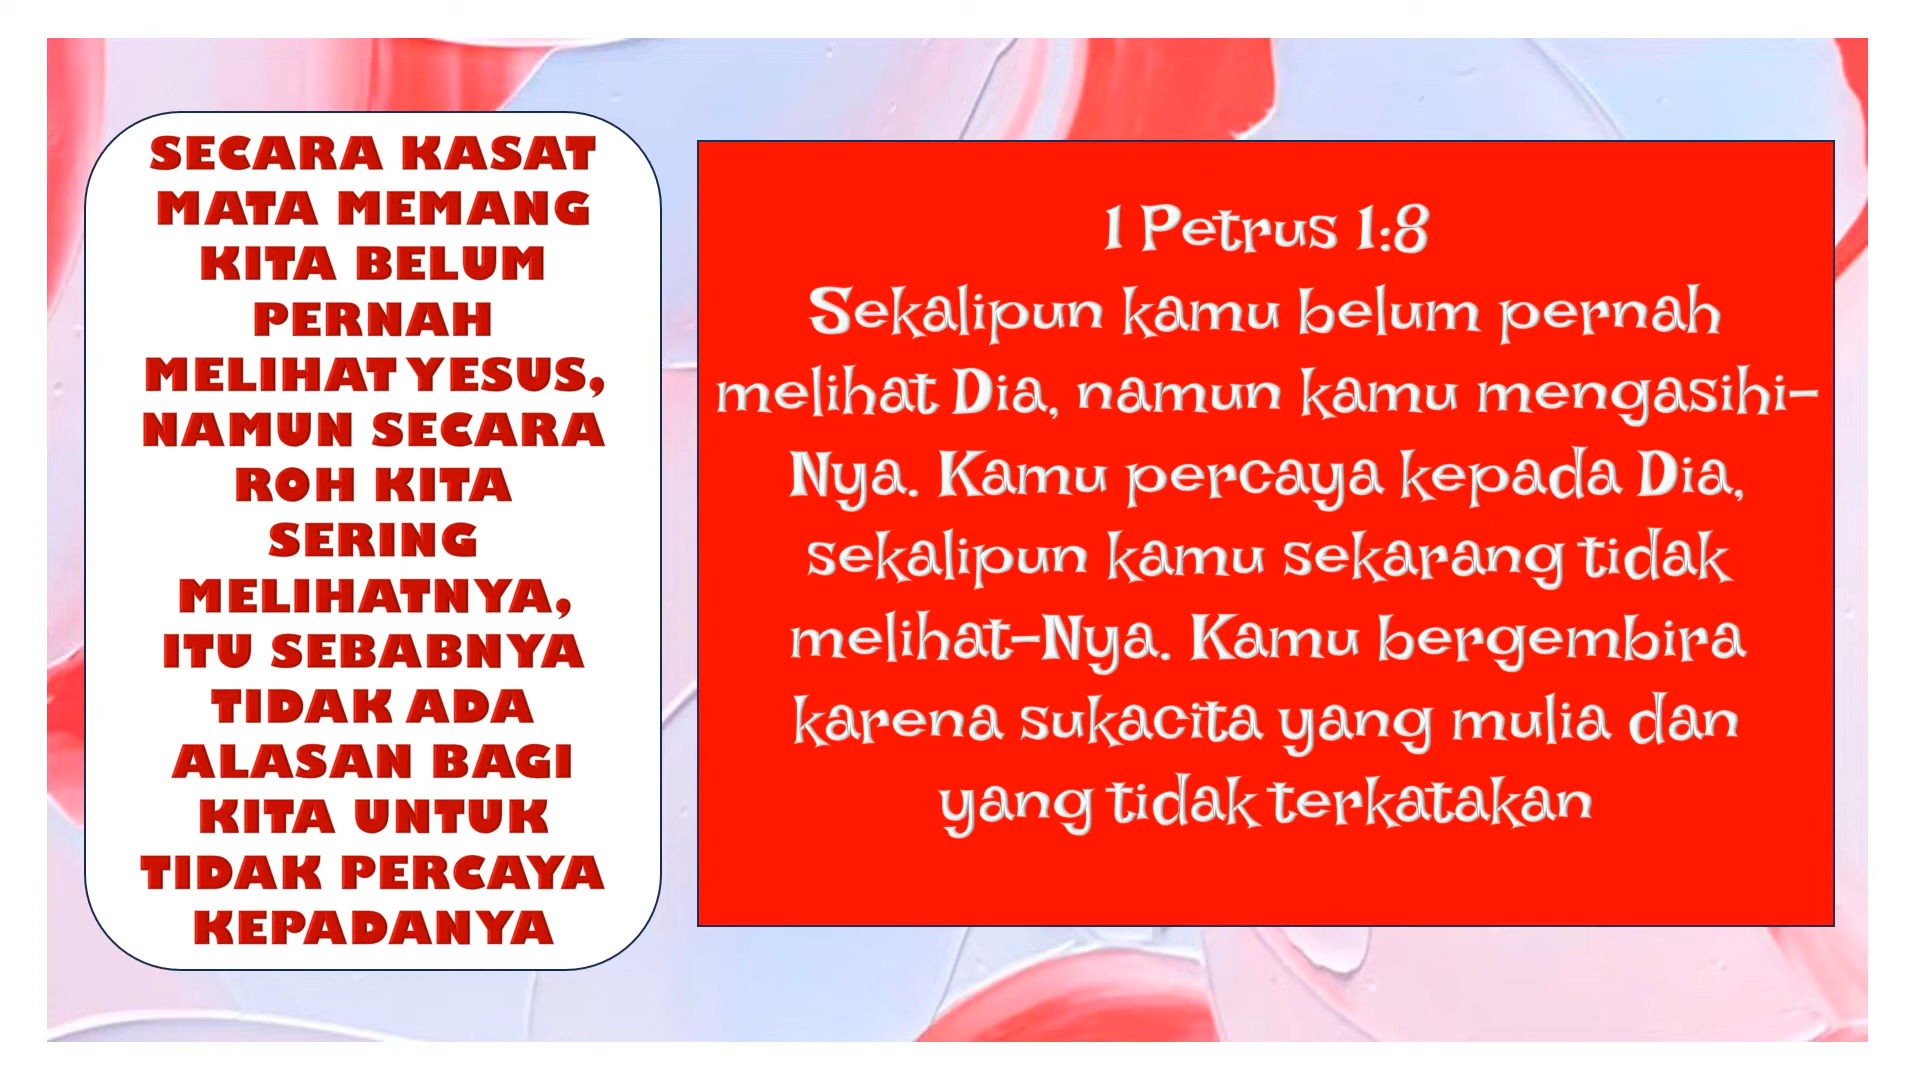 SECARA KASAT
MATA MEMANG
KITA BELUM
PERNAH
MELIHAT YESUS,
NAMUN SECARA
ROH KITA
SERING
MELIHATNYA,
ITU SEBABNYA
TIDAK ADA
ALASAN BAGI
KITA UNTUK
TIDAK PERCAYA
KEPADANYA
1 Petrus 1:8
Sekalipun kamu belum pernah
melihat Dia, namun kamu mengasihi-
Nya. Kamu percaya kepada Dia,
sekalipun kamu sekarang tidak
melihat-Nya. Kamu bergembira
karena sukacita yang mulia dan
yang tidak terkatakan